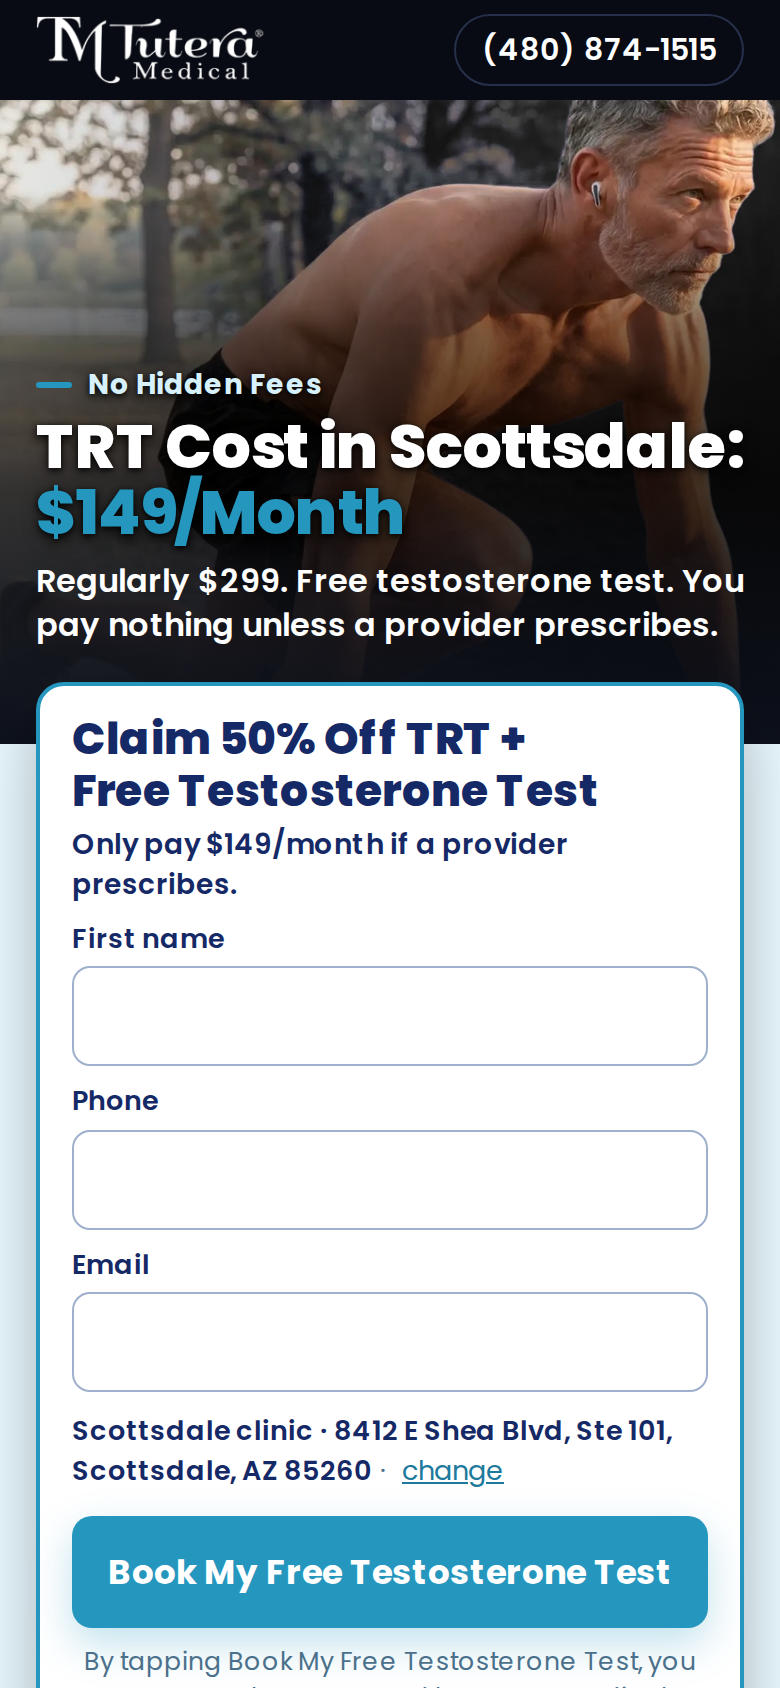 TM Tutera®
Medical
(480) 874-1515
No Hidden Fees
TRT Cost in Scottsdale:
$149/Month
Regularly $299. Free testosterone test. You
pay nothing unless a provider prescribes.
Claim 50% Off TRT +
Free Testosterone Test
Only pay $149/month if a provider
prescribes.
First name
Phone
Email
Scottsdale clinic · 8412 E Shea Blvd, Ste 101,
Scottsdale, AZ 85260 · change
Book My Free Testosterone Test
By tapping Book My Free Testosterone Test, you